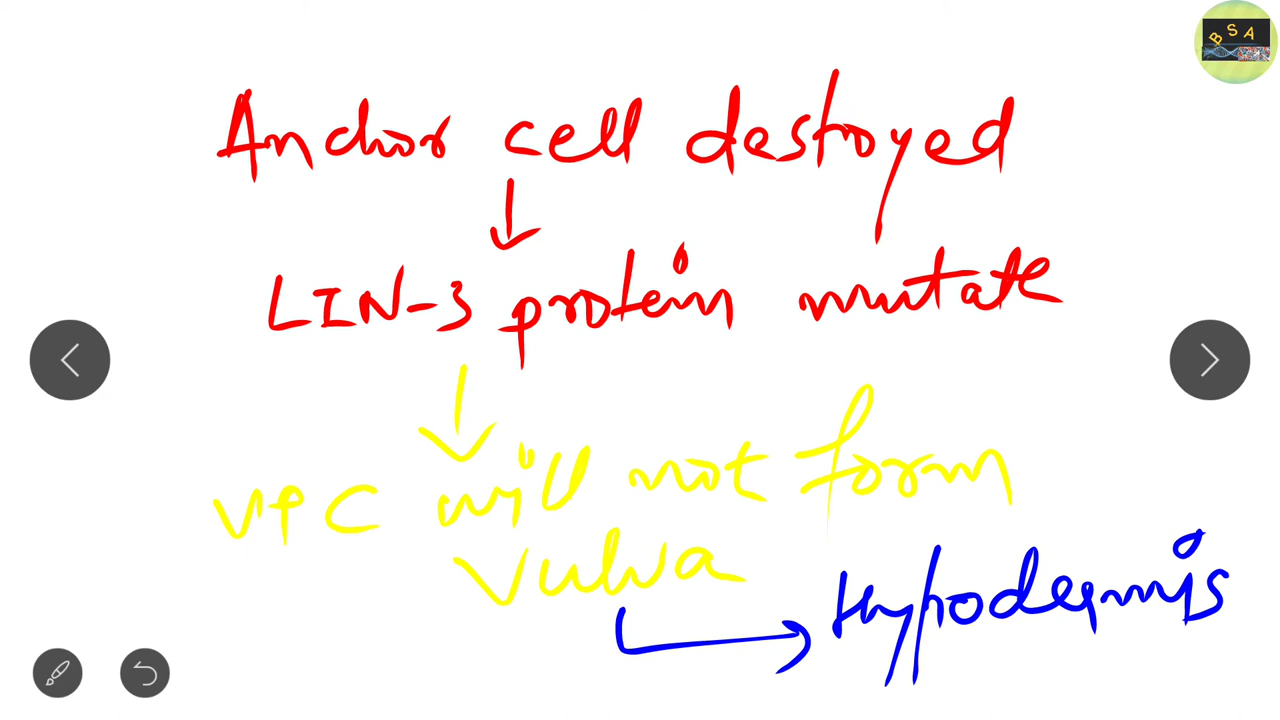 BSA
Anchor cell destroyed
LIN-3 protein mutate
VPC will not form
Vulva
Hypodermis